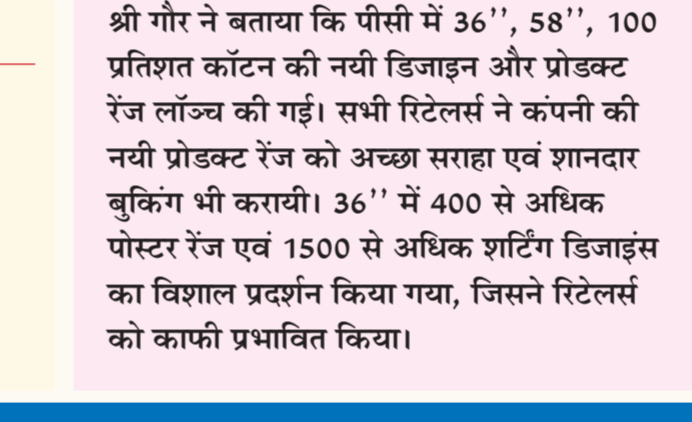 श्री गौर ने बताया कि पीसी में 36’’, 58’’, 100
प्रतिशत कॉटन की नयी डिजाइन और प्रोडक्ट
रेंज लॉञ्च की गई। सभी रिटेलर्स ने कंपनी की
नयी प्रोडक्ट रेंज को अच्छा सराहा एवं शानदार
बुकिंग भी करायी। 36’’ में 400 से अधिक
पोस्टर रेंज एवं 1500 से अधिक शर्टिंग डिजाइंस
का विशाल प्रदर्शन किया गया, जिसने रिटेलर्स
को काफी प्रभावित किया।